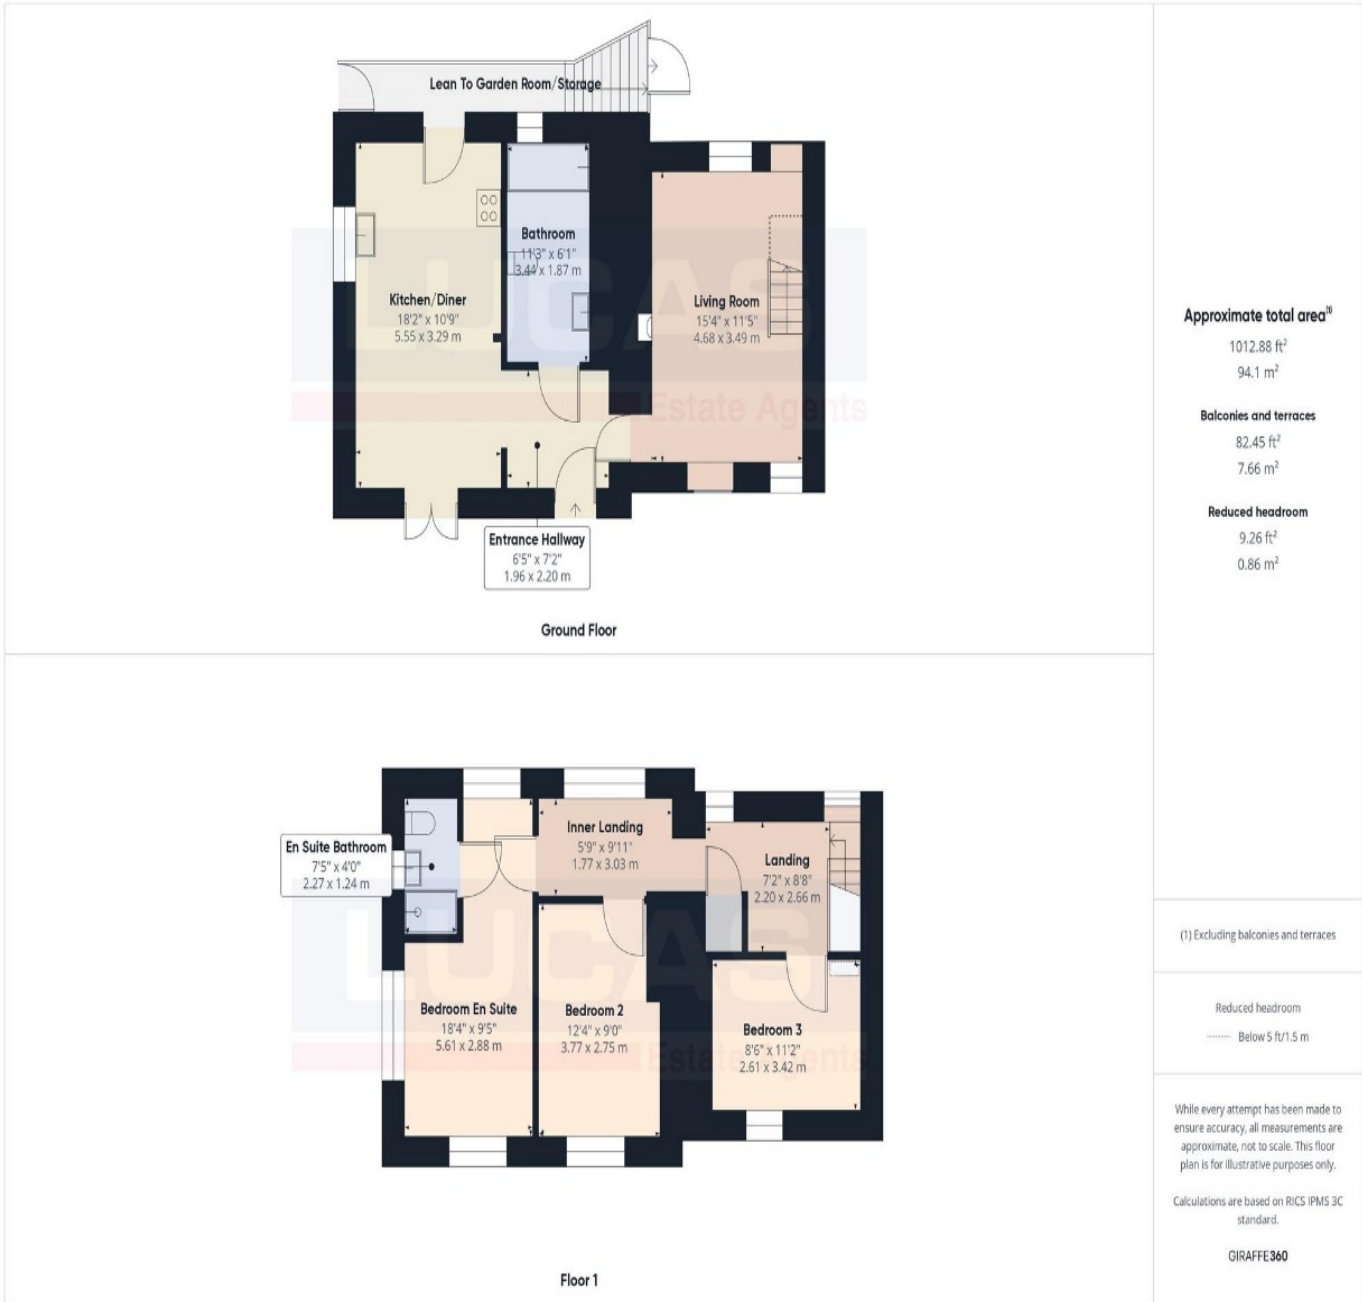 Lean To Garden Room/Storage
Bathroom
11'3" x 6'1"
3.44 x 1.87 m
Kitchen/Diner
18'2" x 10'9"
5.55 x 3.29 m
Living Room
15'4" x 11'5"
4.68 x 3.49 m
LUCAS
Estate Agents
Entrance Hallway
6'5" x 7'2"
1.96 x 2.20 m
Ground Floor
Approximate total area(1)
1012.88 ft²
94.1 m²
Balconies and terraces
82.45 ft²
7.66 m²
Reduced headroom
9.26 ft²
0.86 m²
En Suite Bathroom
7'5" x 4'0"
2.27 x 1.24 m
Inner Landing
5'9" x 9'11"
1.77 x 3.03 m
Landing
7'2" x 8'8"
2.20 x 2.66 m
LUCAS
Estate Agents
Bedroom En Suite
18'4" x 9'5"
5.61 x 2.88 m
Bedroom 2
12'4" x 9'0"
3.77 x 2.75 m
Bedroom 3
8'6" x 11'2"
2.61 x 3.42 m
Floor 1
(1) Excluding balconies and terraces
Reduced headroom
Below 5 ft/1.5 m
While every attempt has been made to
ensure accuracy, all measurements are
approximate, not to scale. This floor
plan is for illustrative purposes only.
Calculations are based on RICS IPMS 3C
standard.
GIRAFFE360